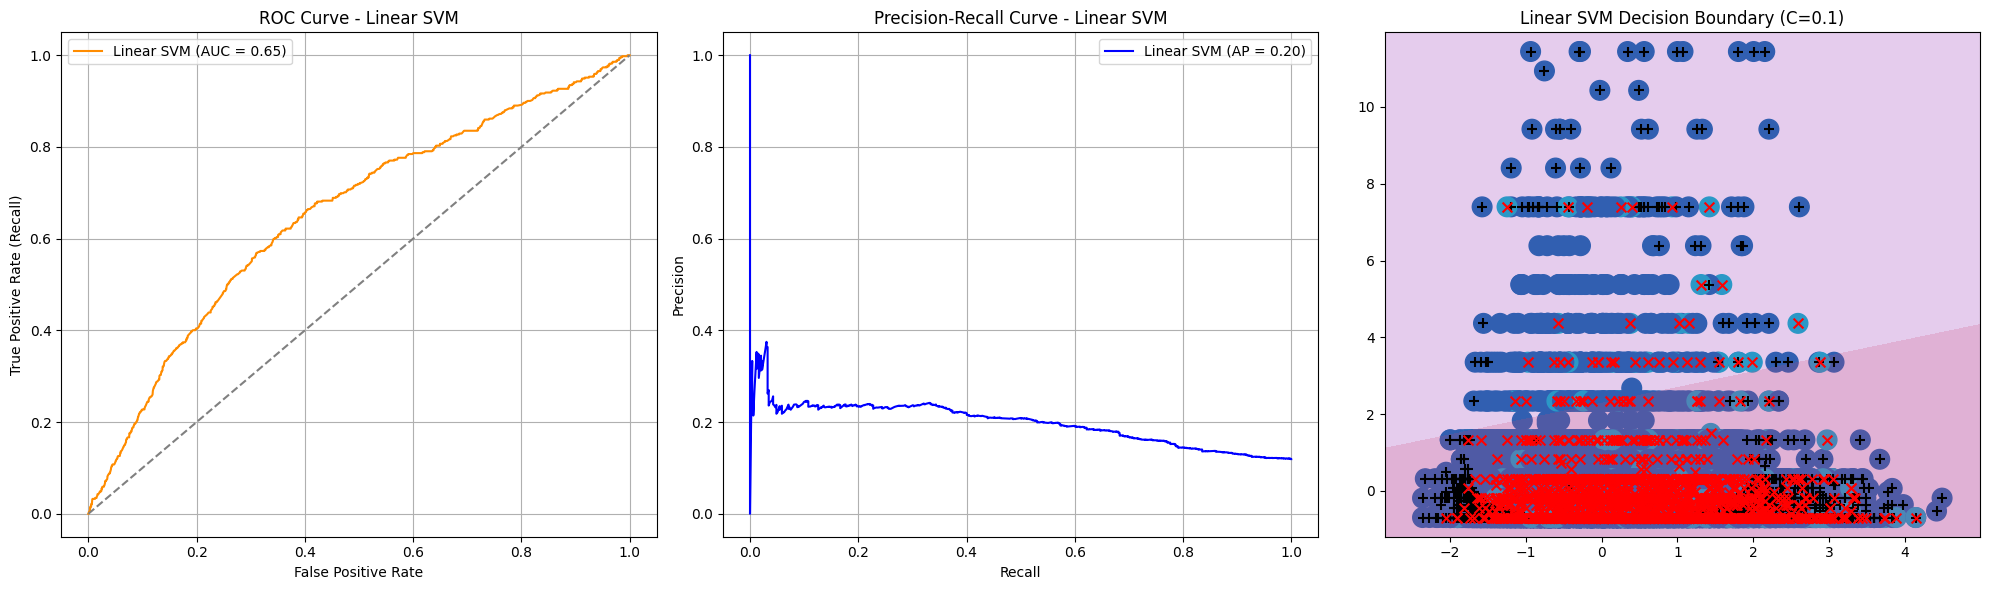 ROC Curve - Linear SVM
Linear SVM (AUC = 0.65)
True Positive Rate (Recall)
1.0
0.8
0.6
0.4
0.2
0.0
0.0 0.2 0.4 0.6 0.8 1.0
False Positive Rate
Precision-Recall Curve - Linear SVM
Linear SVM (AP = 0.20)
Precision
1.0
0.8
0.6
0.4
0.2
0.0
0.0 0.2 0.4 0.6 0.8 1.0
Recall
Linear SVM Decision Boundary (C=0.1)
10
8
6
4
2
0
−2 −1 0 1 2 3 4